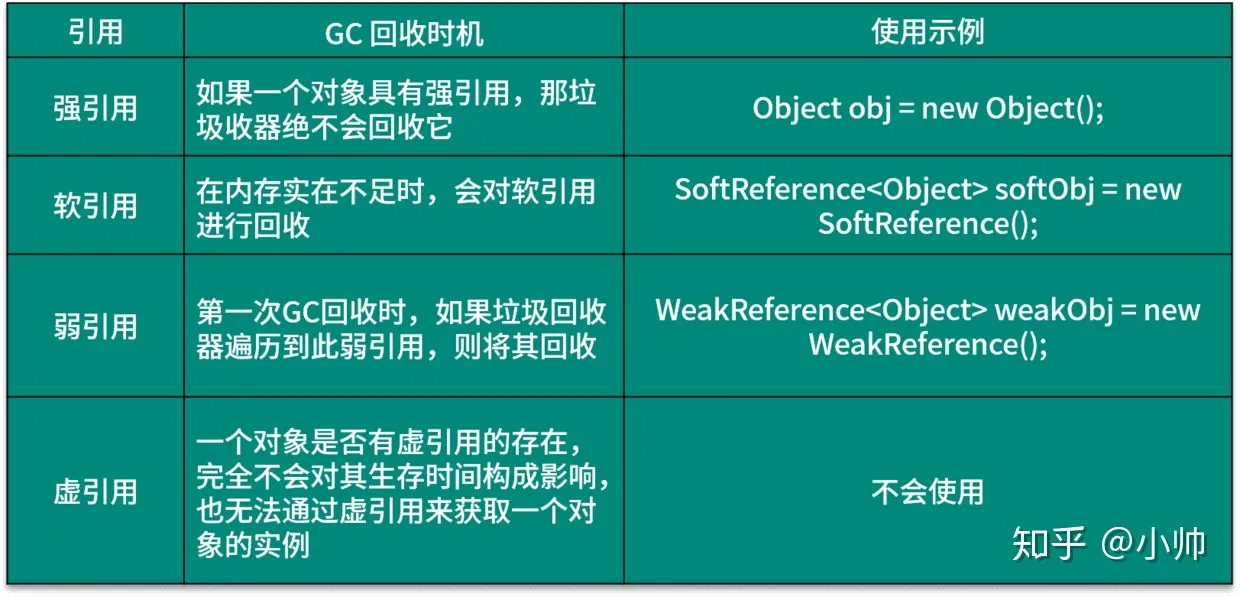 引用
GC 回收时机
使用示例
强引用
如果一个对象具有强引用，那垃
圾收器绝不会回收它
Object obj = new Object();
软引用
在内存实在不足时，会对软引用
进行回收
SoftReference<Object> softObj = new
SoftReference();
弱引用
第一次GC回收时，如果垃圾回收
器遍历到此弱引用，则将其回收
WeakReference<Object> weakObj = new
WeakReference();
虚引用
一个对象是否有虚引用的存在，
完全不会对其生存时间构成影响，
也无法通过虚引用来获取一个对
象的实例
不会使用
知乎 @小帅